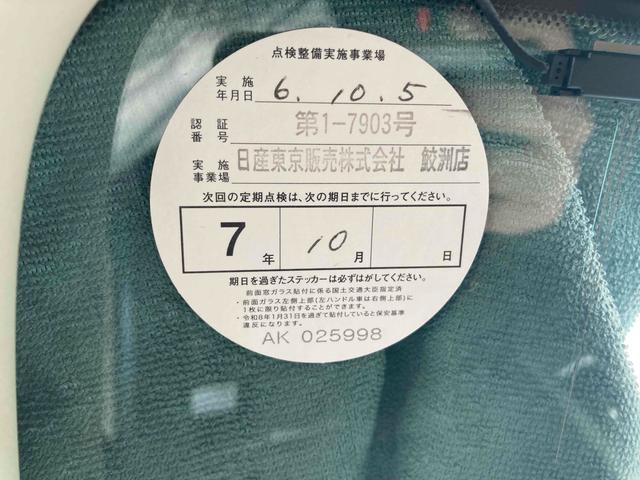 点検整備実施事業場
実施年月日 6.10.5
認証番号 第1-7903号
実施事業場 日産東京販売株式会社 鮫洲店
次回の定期点検は、次の期日までに行ってください。
7年 10月 日
期日を過ぎたステッカーは必ずはがしてください。
前面窓ガラス貼付に係る国土交通大臣指定済
・前面ガラス左側上部(左ハンドル車は右側上部)に
1枚に限り貼付することができます。
・令和8年1月31日を過ぎて貼付していると保安基準
違反になります。
AK 025998